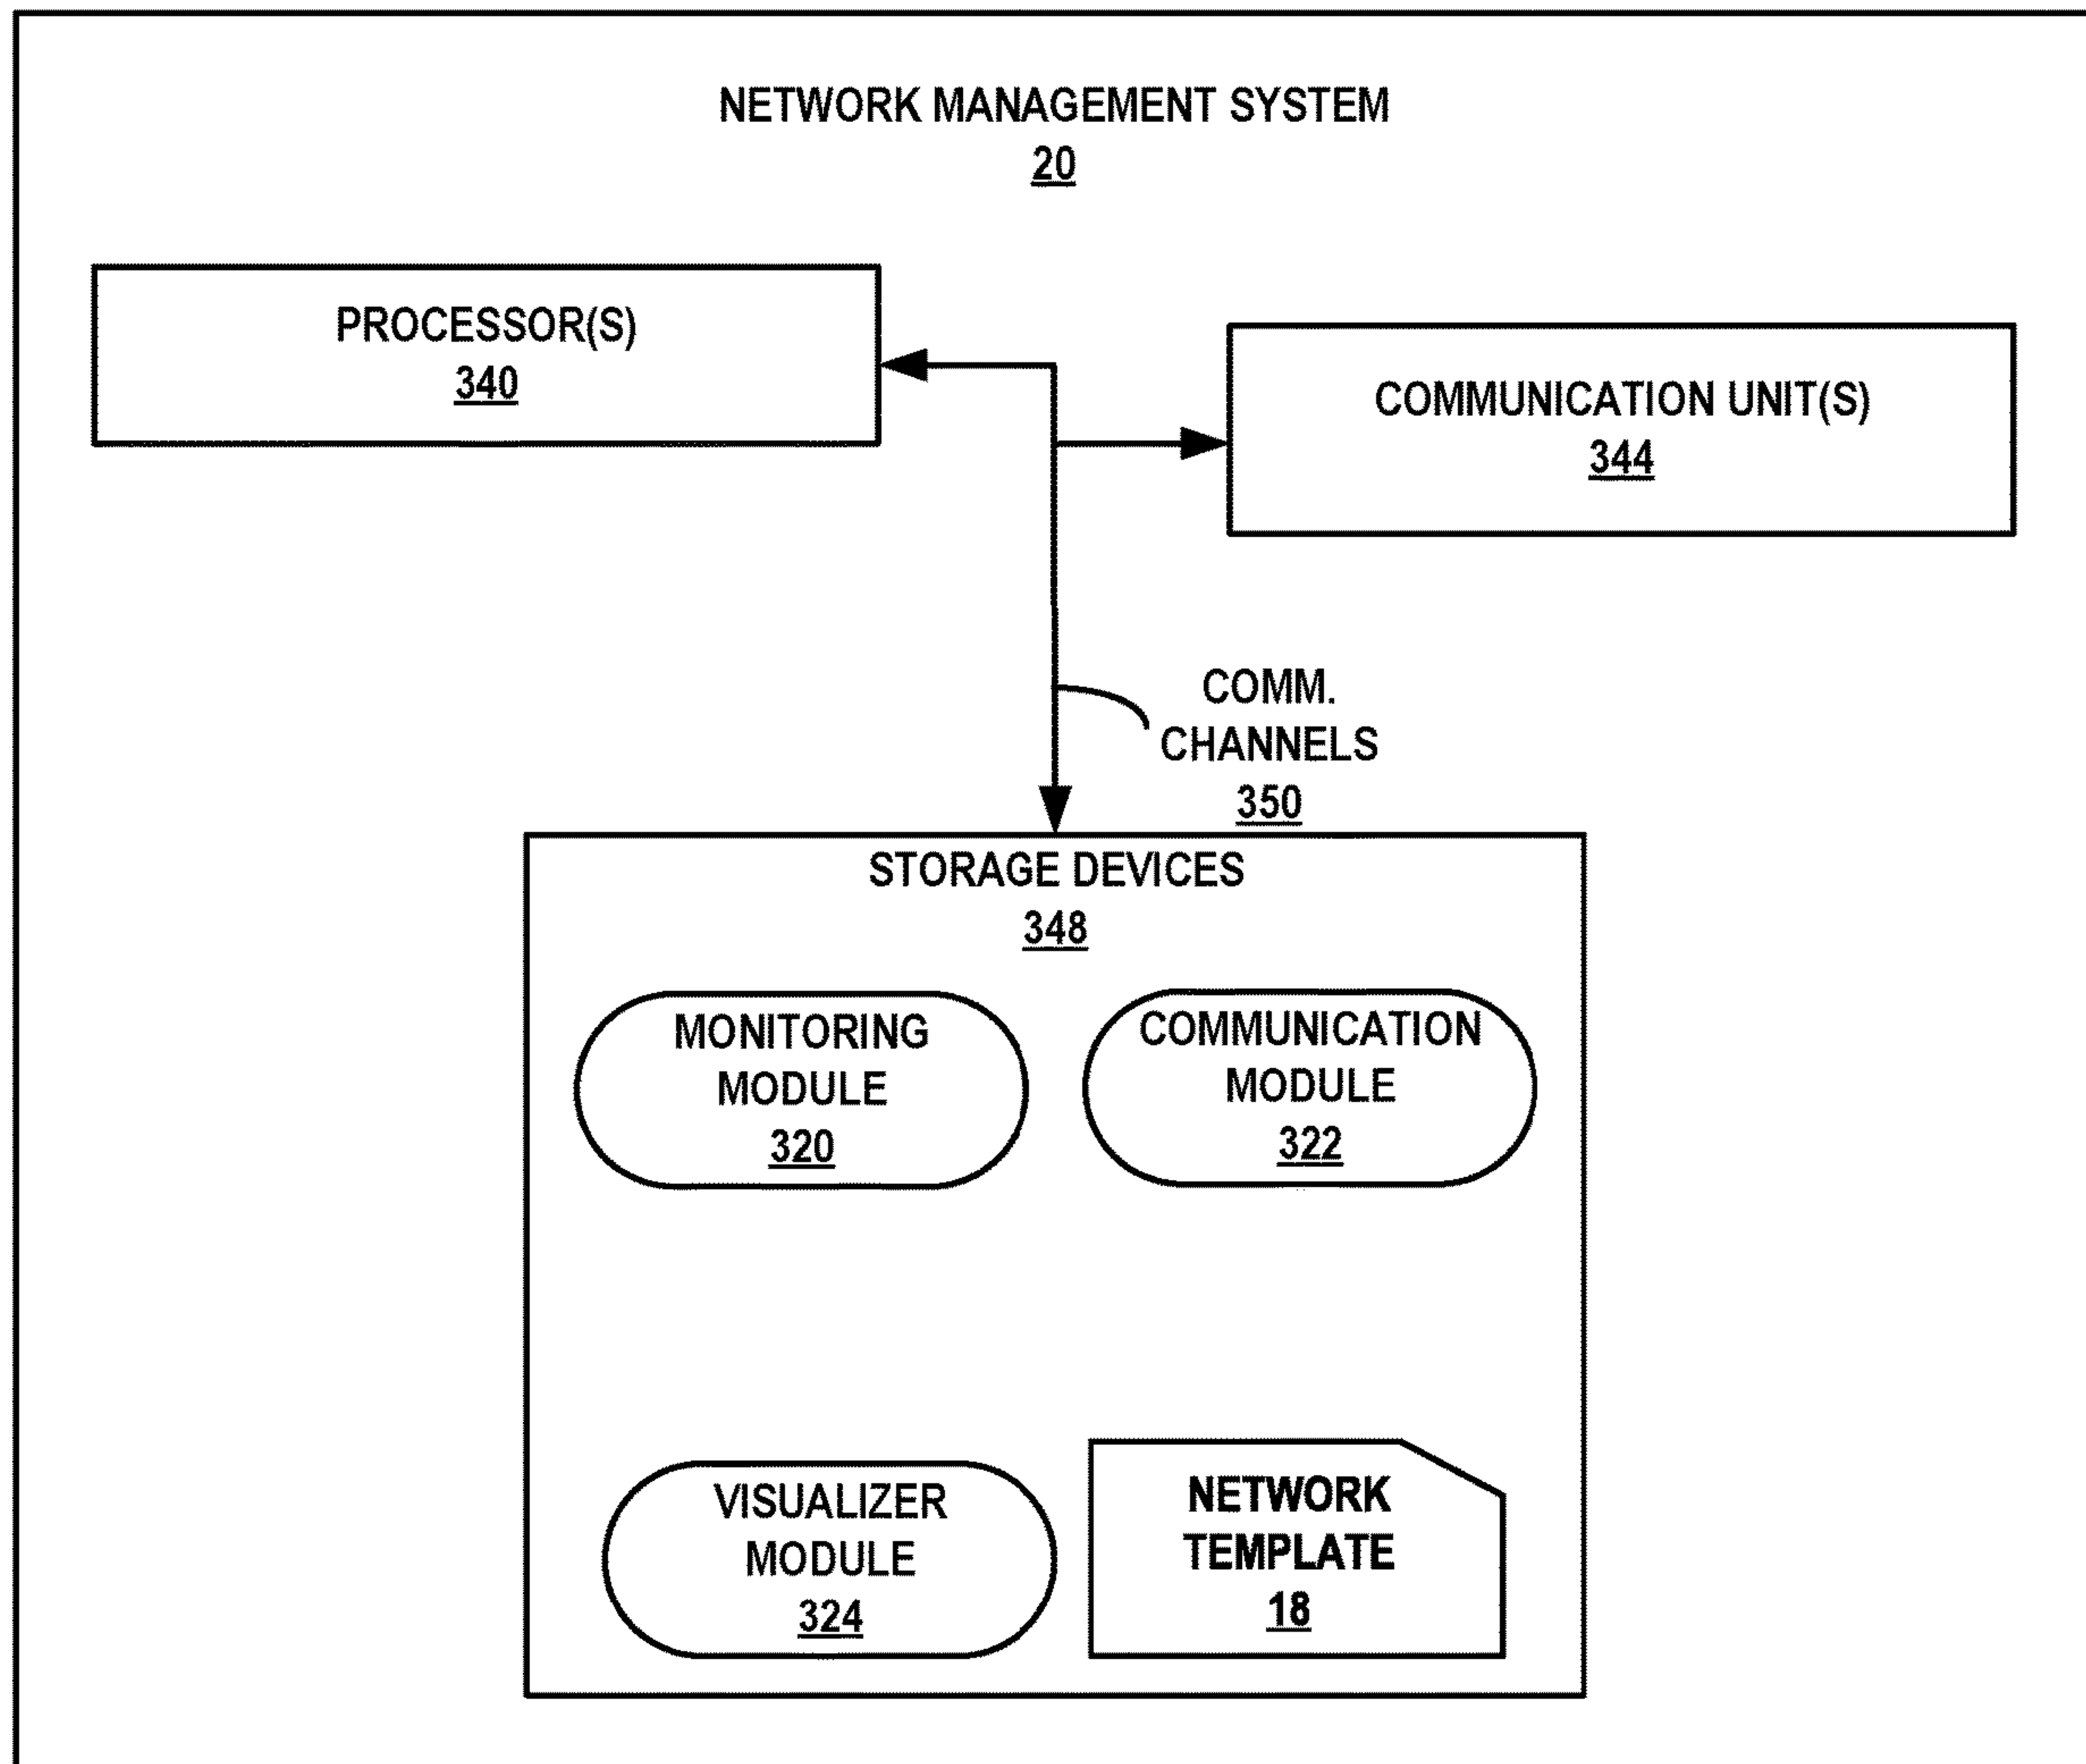 NETWORK MANAGEMENT SYSTEM
20
PROCESSOR(S)
340
COMMUNICATION UNIT(S)
344
COMM.
CHANNELS
350
STORAGE DEVICES
348
MONITORING
MODULE
320
COMMUNICATION
MODULE
322
VISUALIZER
MODULE
324
NETWORK
TEMPLATE
18